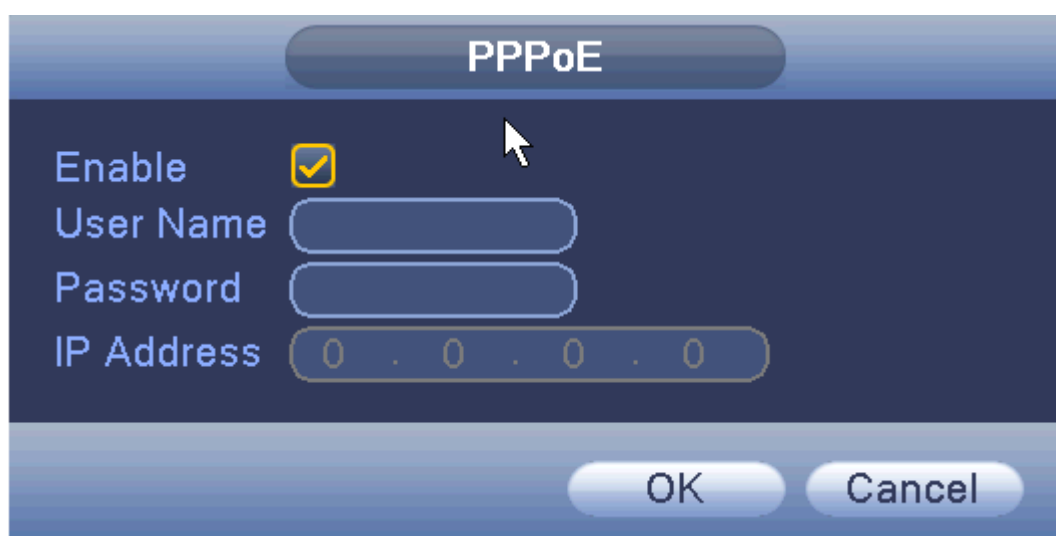 PPPoE
Enable
User Name
Password
IP Address 0 . 0 . 0 . 0
OK Cancel